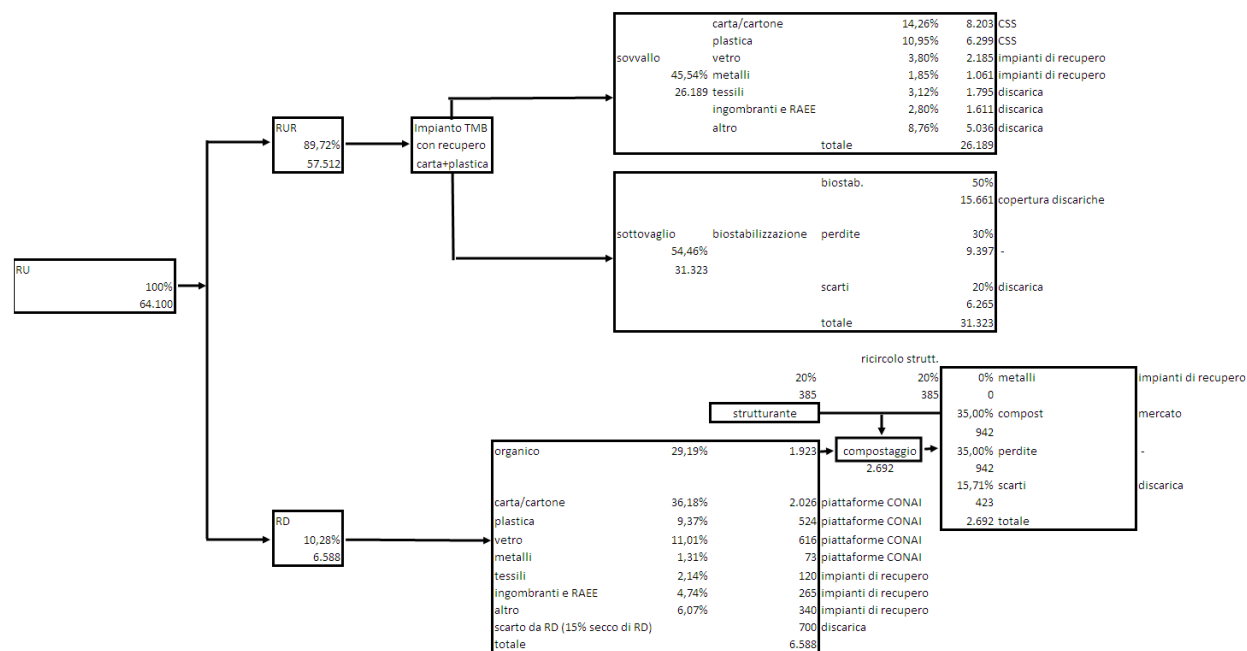 carta/cartone 14,26% 8.203 CSS
plastica 10,95% 6.299 CSS
sovvallo vetro 3,80% 2.185 impianti di recupero
45,54% metalli 1,85% 1.061 impianti di recupero
26.189 tessili 3,12% 1.795 discarica
ingombranti e RAEE 2,80% 1.611 discarica
altro 8,76% 5.036 discarica
totale 26.189
RUR
89,72%
57.512
Impianto TMB
con recupero
carta+plastica
biostab. 50%
15.661 copertura discariche
sottovaglio biostabilizzazione perdite 30%
54,46% 9.397 -
31.323
scarti 20% discarica
6.265
totale 31.323
RU
100%
64.100
ricircolo strutt.
20% 20% 0% metalli impianti di recupero
385 385 0
strutturante 35,00% compost mercato
942
organico 29,19% 1.923 compostaggio 35,00% perdite -
2.692 942
15,71% scarti discarica
423
2.692 totale
carta/cartone 36,18% 2.026 piattaforme CONAI
plastica 9,37% 524 piattaforme CONAI
RD
10,28%
6.588
vetro 11,01% 616 piattaforme CONAI
metalli 1,31% 73 piattaforme CONAI
tessili 2,14% 120 impianti di recupero
ingombranti e RAEE 4,74% 265 impianti di recupero
altro 6,07% 340 impianti di recupero
scarto da RD (15% secco di RD) 700 discarica
totale 6.588